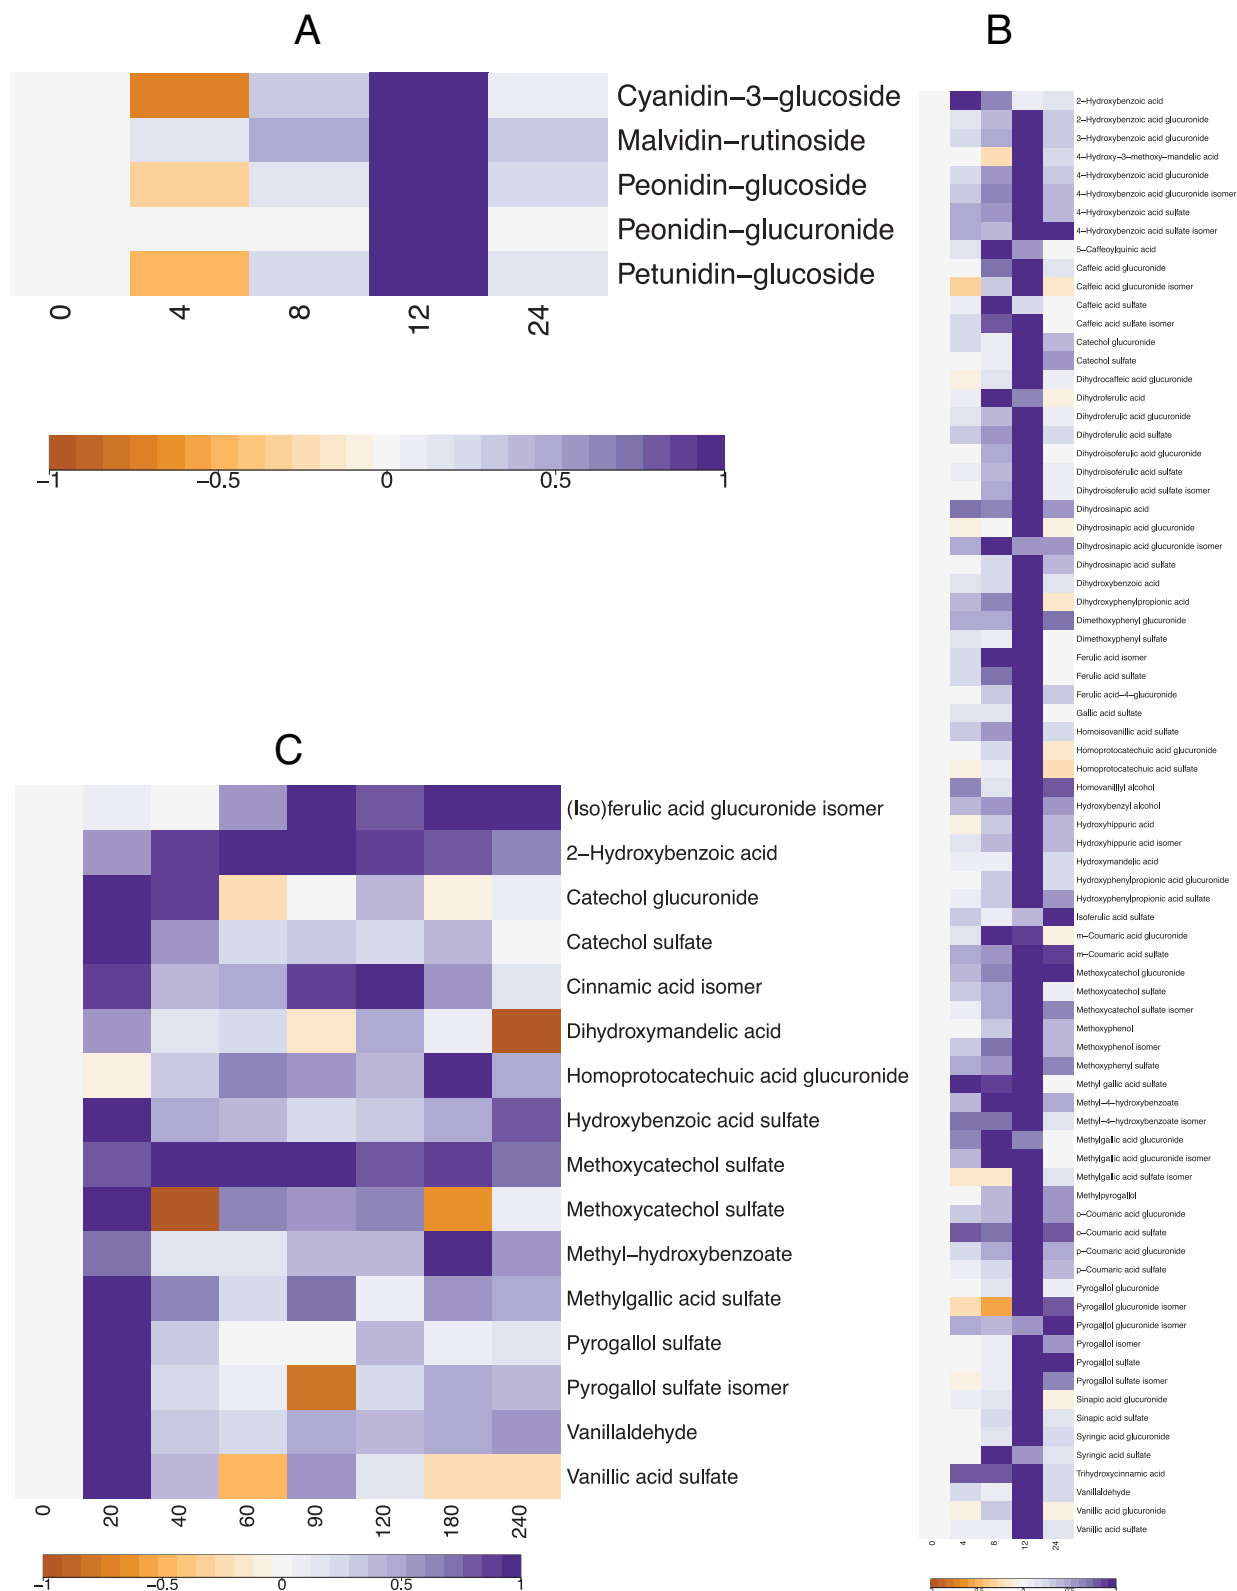 A
Cyanidin−3−glucoside
Malvidin−rutinoside
Peonidin−glucoside
Peonidin−glucuronide
Petunidin−glucoside
0 4 8 12 24
−1 −0.5 0 0.5 1
B
2−Hydroxybenzoic acid
2−Hydroxybenzoic acid glucuronide
3−Hydroxybenzoic acid glucuronide
4−Hydroxy−3−methoxy−mandelic acid
4−Hydroxybenzoic acid glucuronide
4−Hydroxybenzoic acid glucuronide isomer
4−Hydroxybenzoic acid sulfate
4−Hydroxybenzoic acid sulfate isomer
5−Caffeoylquinic acid
Caffeic acid glucuronide
Caffeic acid glucuronide isomer
Caffeic acid sulfate
Caffeic acid sulfate isomer
Catechol glucuronide
Catechol sulfate
Dihydrocaffeic acid glucuronide
Dihydroferulic acid
Dihydroferulic acid glucuronide
Dihydroferulic acid sulfate
Dihydroisoferulic acid glucuronide
Dihydroisoferulic acid sulfate
Dihydroisoferulic acid sulfate isomer
Dihydrosinapic acid
Dihydrosinapic acid glucuronide
Dihydrosinapic acid glucuronide isomer
Dihydrosinapic acid sulfate
Dihydroxybenzoic acid
Dihydroxyphenylpropionic acid
Dimethoxyphenyl glucuronide
Dimethoxyphenyl sulfate
Ferulic acid isomer
Ferulic acid sulfate
Ferulic acid−4−glucuronide
Gallic acid sulfate
Homoisovanillic acid sulfate
Homoprotocatechuic acid glucuronide
Homoprotocatechuic acid sulfate
Homovanilllyl alcohol
Hydroxybenzyl alcohol
Hydroxyhippuric acid
Hydroxyhippuric acid isomer
Hydroxymandelic acid
Hydroxyphenylpropionic acid glucuronide
Hydroxyphenylpropionic acid sulfate
Isoferulic acid sulfate
m−Coumaric acid glucuronide
m−Coumaric acid sulfate
Methoxycatechol glucuronide
Methoxycatechol sulfate
Methoxycatechol sulfate isomer
Methoxyphenol
Methoxyphenol isomer
Methoxyphenyl sulfate
Methyl gallic acid sulfate
Methyl−4−hydroxybenzoate
Methyl−4−hydroxybenzoate isomer
Methylgallic acid glucuronide
Methylgallic acid glucuronide isomer
Methylgallic acid sulfate isomer
Methylpyrogallol
o−Coumaric acid glucuronide
o−Coumaric acid sulfate
p−Coumaric acid glucuronide
p−Coumaric acid sulfate
Pyrogallol glucuronide
Pyrogallol glucuronide isomer
Pyrogallol glucuronide isomer
Pyrogallol isomer
Pyrogallol sulfate
Pyrogallol sulfate isomer
Sinapic acid glucuronide
Sinapic acid sulfate
Syringic acid glucuronide
Syringic acid sulfate
Trihydroxycinnamic acid
Vanillaldehyde
Vanillic acid glucuronide
Vanillic acid sulfate
0 4 8 12 24
−1 −0.5 0 0.5 1
C
(Iso)ferulic acid glucuronide isomer
2−Hydroxybenzoic acid
Catechol glucuronide
Catechol sulfate
Cinnamic acid isomer
Dihydroxymandelic acid
Homoprotocatechuic acid glucuronide
Hydroxybenzoic acid sulfate
Methoxycatechol sulfate
Methoxycatechol sulfate
Methyl−hydroxybenzoate
Methylgallic acid sulfate
Pyrogallol sulfate
Pyrogallol sulfate isomer
Vanillaldehyde
Vanillic acid sulfate
0 20 40 60 90 120 180 240
−1 −0.5 0 0.5 1